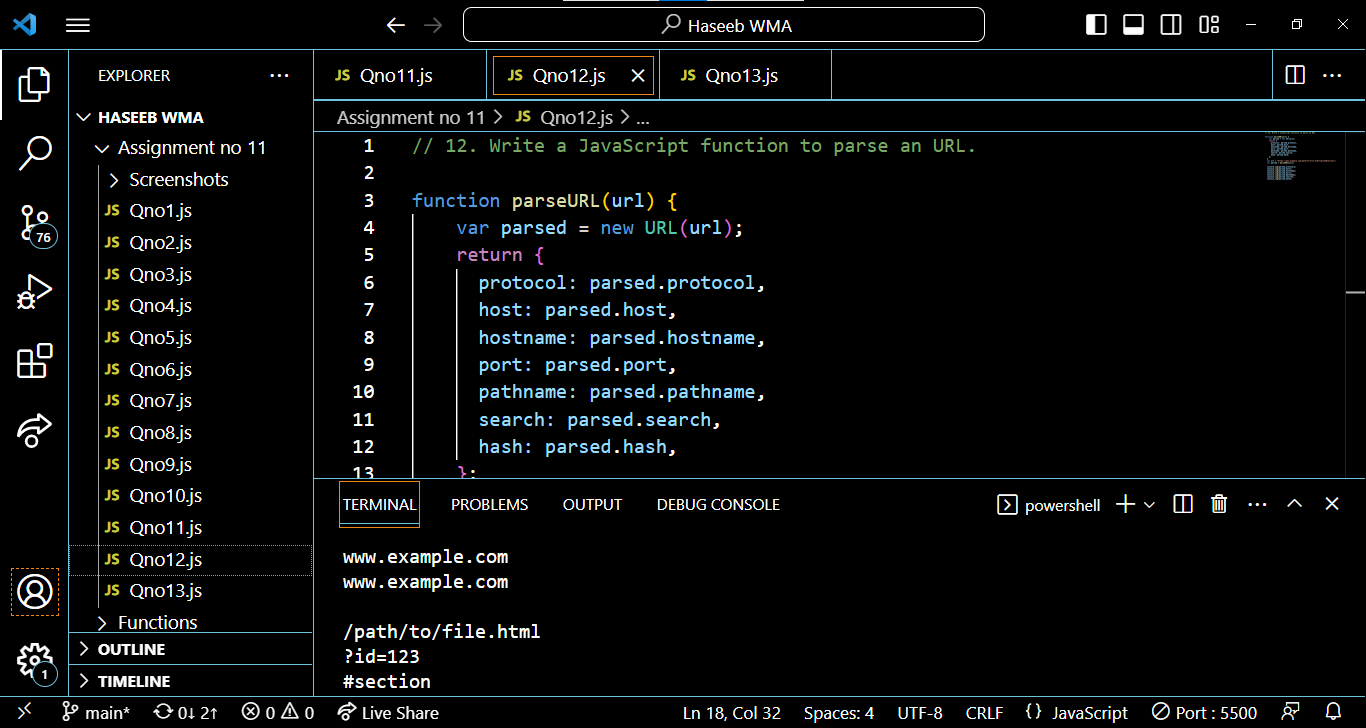 Haseeb WMA
EXPLORER
HASEEB WMA
Assignment no 11
Screenshots
JS Qno1.js
JS Qno2.js
JS Qno3.js
JS Qno4.js
JS Qno5.js
JS Qno6.js
JS Qno7.js
JS Qno8.js
JS Qno9.js
JS Qno10.js
JS Qno11.js
JS Qno12.js
JS Qno13.js
Functions
OUTLINE
TIMELINE
76
1
JS Qno11.js JS Qno12.js JS Qno13.js
Assignment no 11 > JS Qno12.js > ...
1 // 12. Write a JavaScript function to parse an URL.
2
3 function parseURL(url) {
4 var parsed = new URL(url);
5 return {
6 protocol: parsed.protocol,
7 host: parsed.host,
8 hostname: parsed.hostname,
9 port: parsed.port,
10 pathname: parsed.pathname,
11 search: parsed.search,
12 hash: parsed.hash,
13 };
TERMINAL PROBLEMS OUTPUT DEBUG CONSOLE powershell
www.example.com
www.example.com
/path/to/file.html
?id=123
#section
main* 0↓ 2↑ 0 0 Live Share Ln 18, Col 32 Spaces: 4 UTF-8 CRLF {} JavaScript Port : 5500